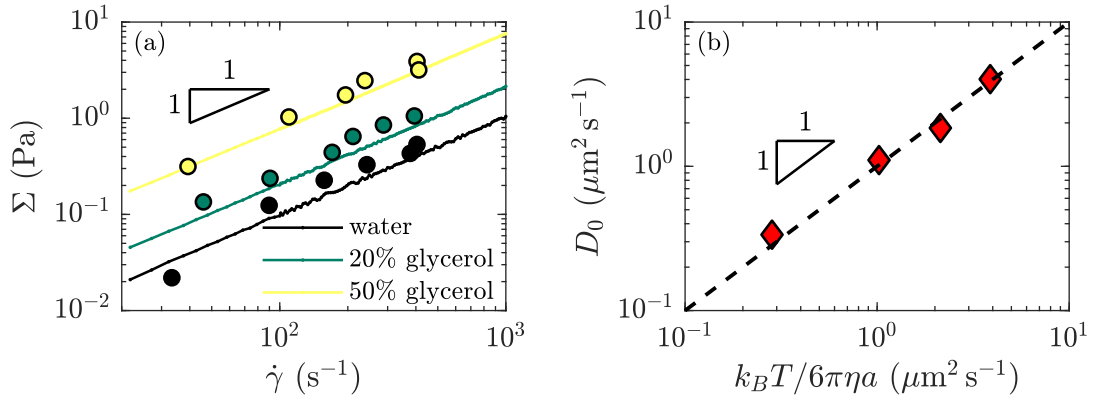 (a)
Σ (Pa)
10^1
10^0
10^-1
10^-2
1
1
water
20% glycerol
50% glycerol
10^2
10^3
γ̇ (s^-1)
(b)
D_0 (μm^2 s^-1)
10^1
10^0
10^-1
1
1
10^-1
10^0
10^1
k_BT/6πηa (μm^2 s^-1)